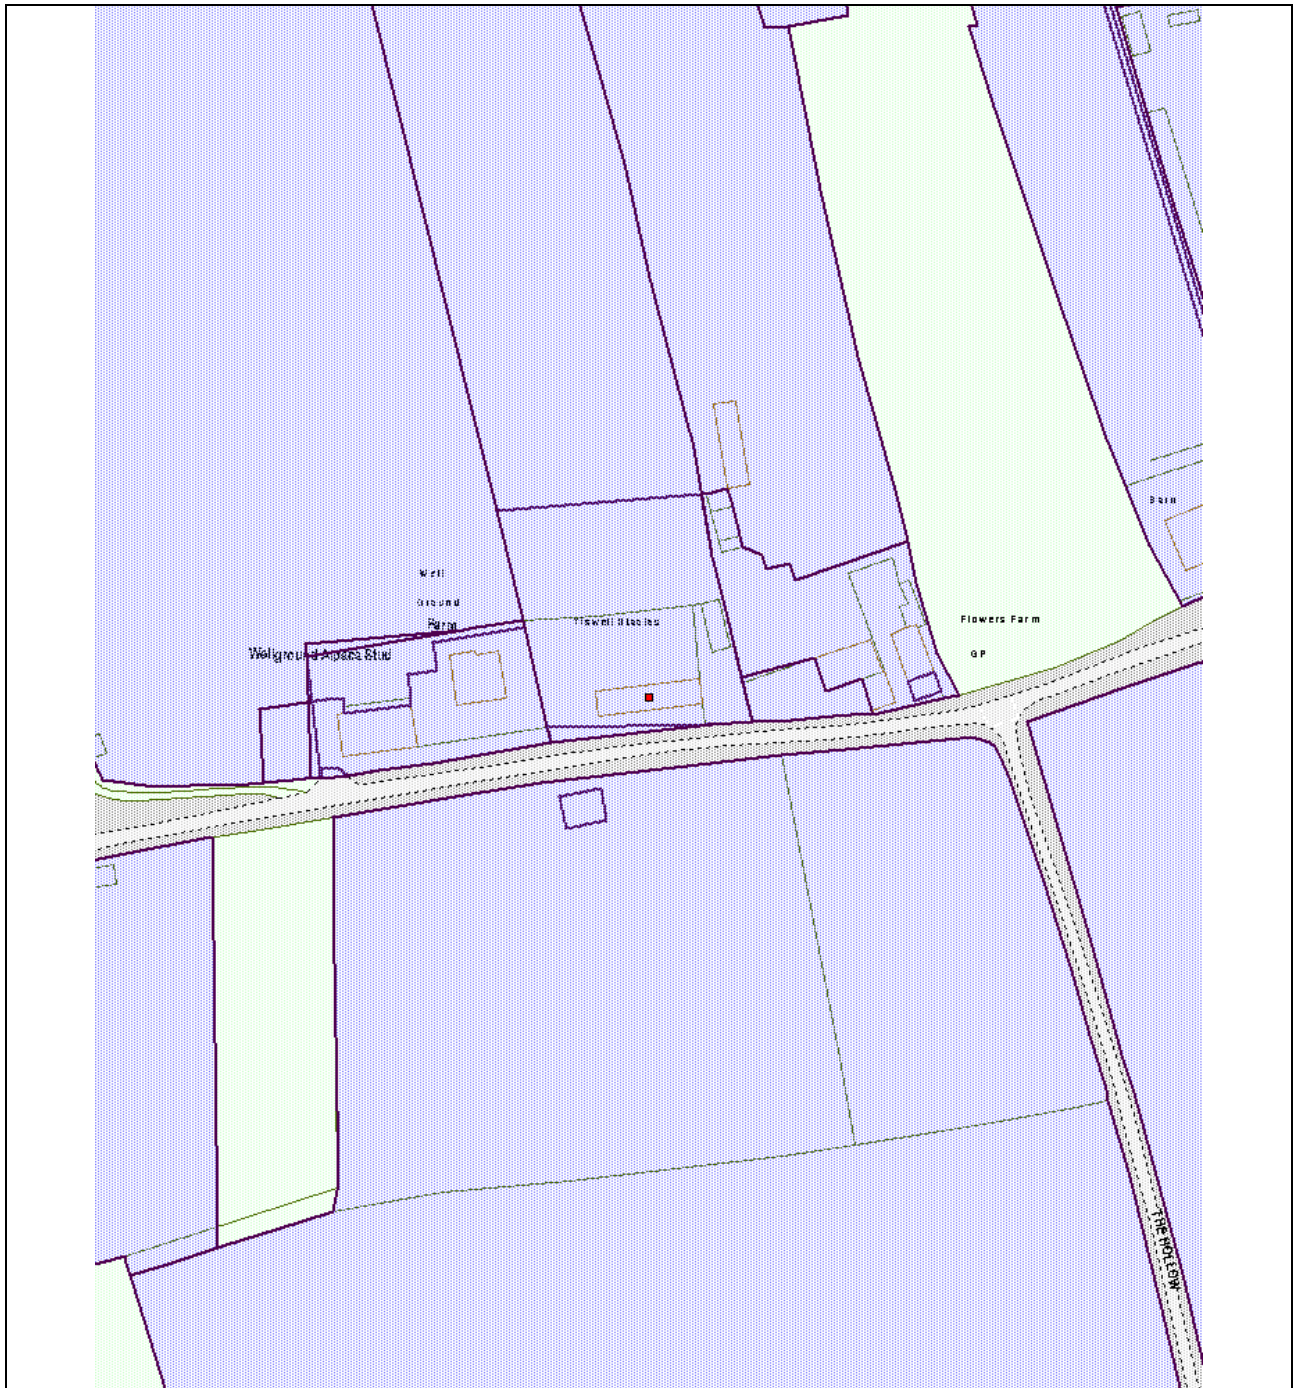 Barn
Well
Ground
Farm
Wellground Alpaca Stud
Tiswell Stables
Flowers Farm
GP
THE HOLLOW